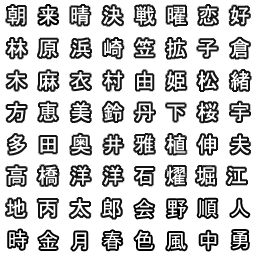 朝来晴決戦曜恋好
林原浜崎笠拡子倉
木麻衣村由姫松緒
方恵美鈴丹下桜宇
多田奥井雅植伸夫
高橋洋洋石燿堀江
地丙太郎会野順人
時金月春色風中勇